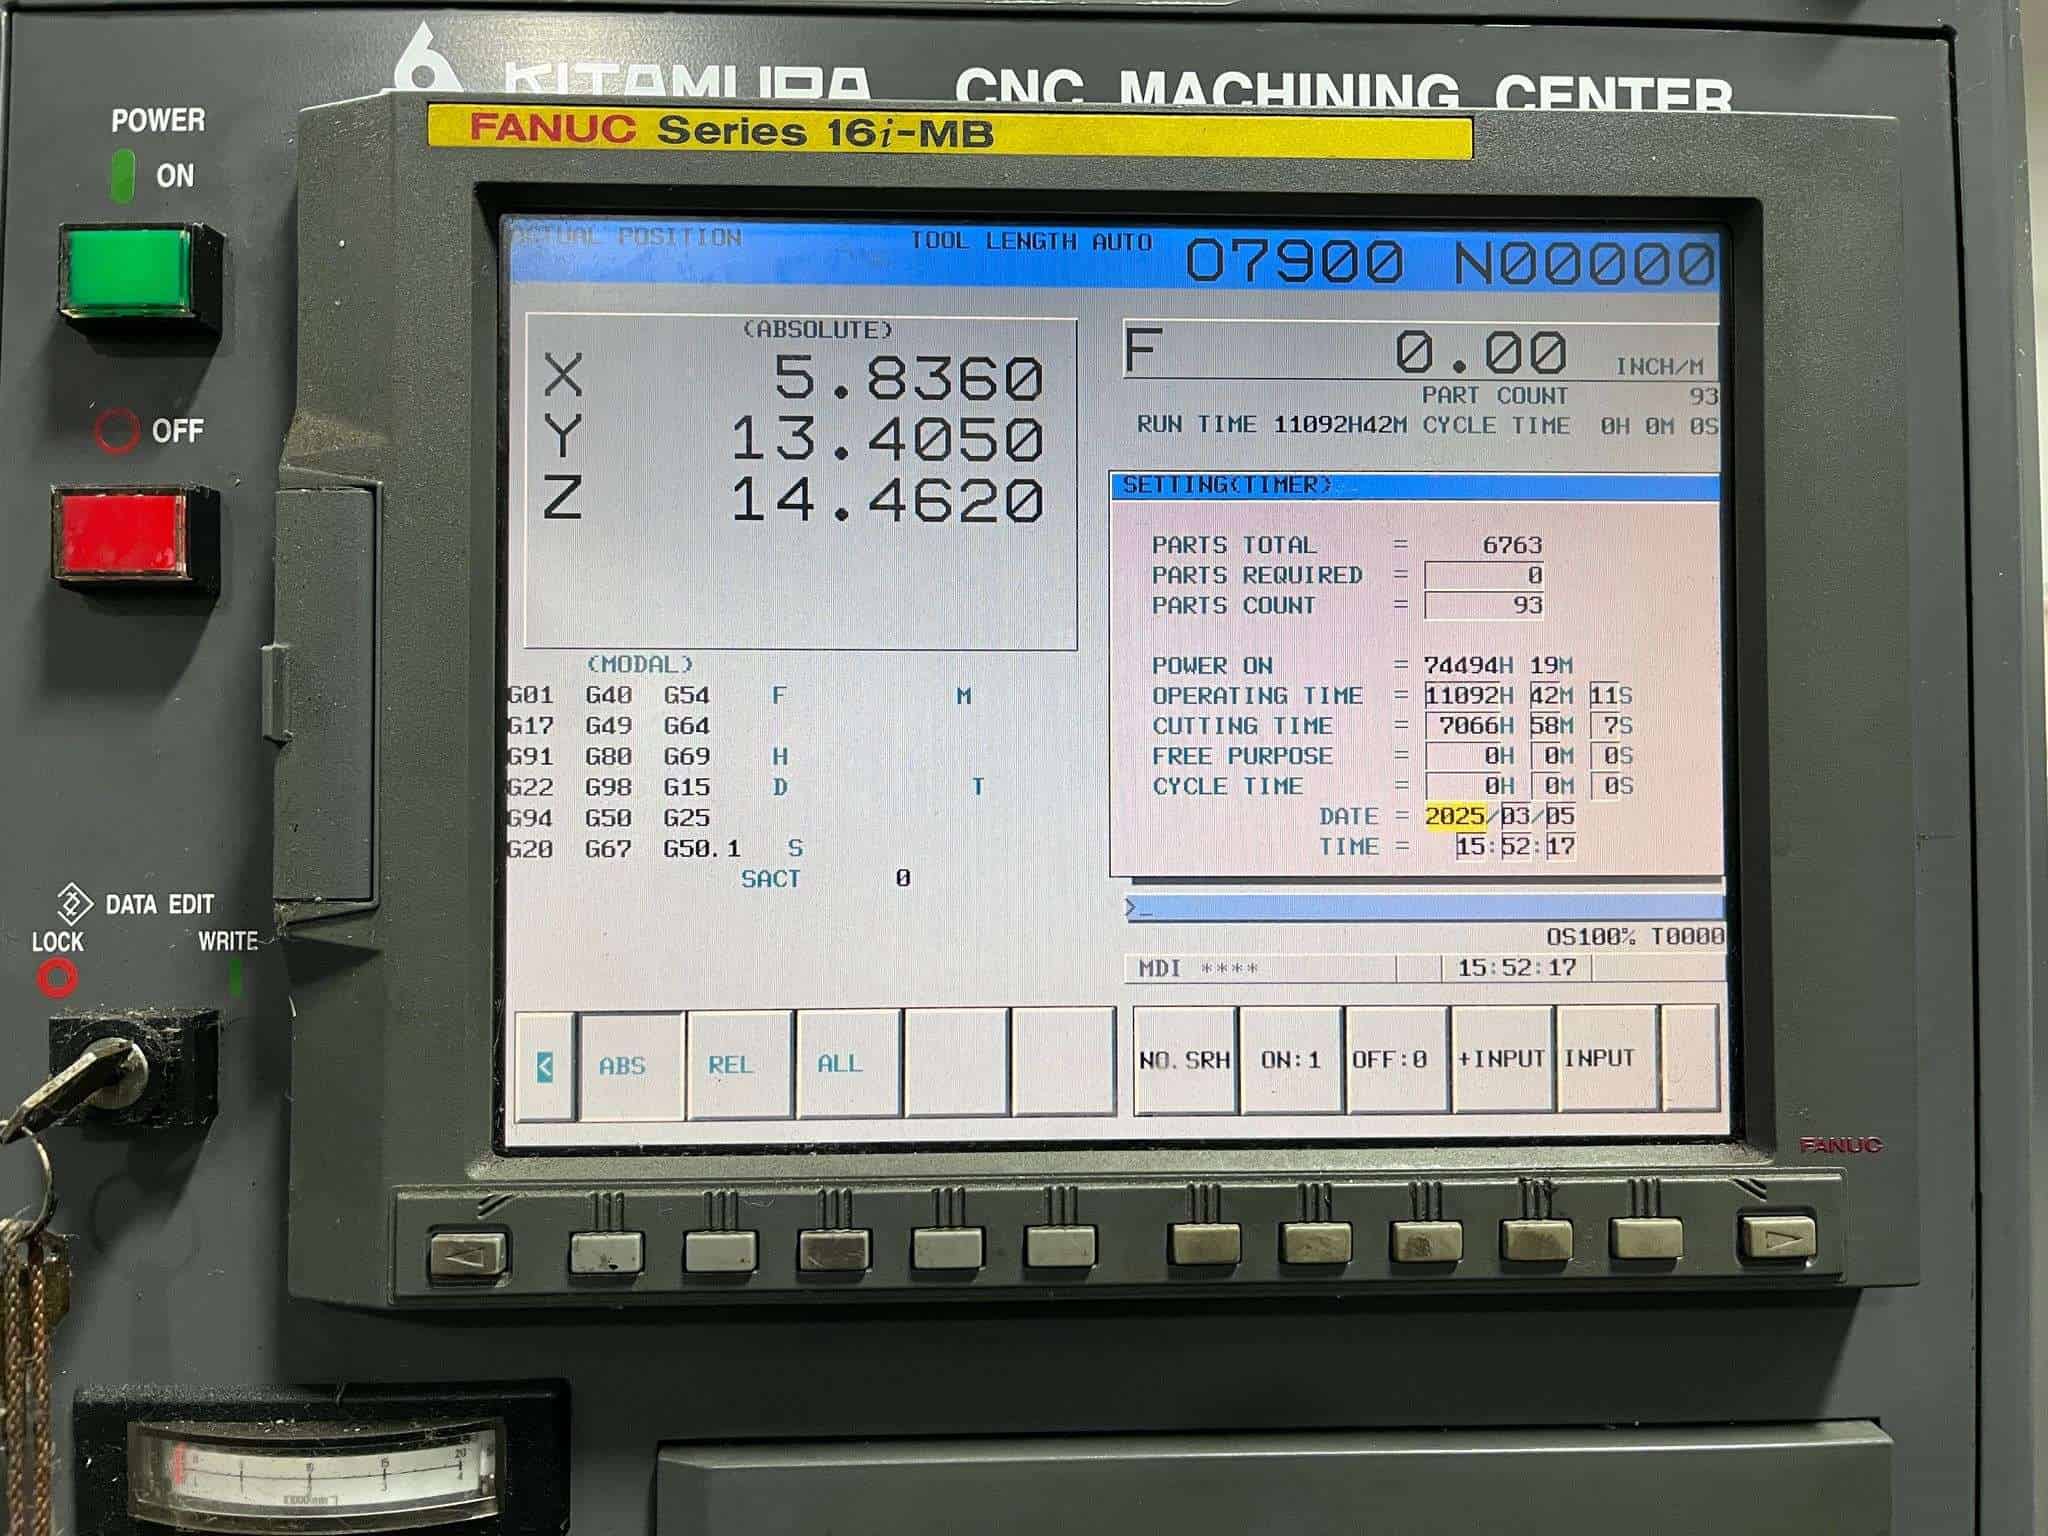 KITAMURA CNC MACHINING CENTER
FANUC Series 16i-MB
POWER
ON
OFF
DATA EDIT
LOCK WRITE
ACTUAL POSITION TOOL LENGTH AUTO O7900 N00000
(ABSOLUTE)
X 5.8360
Y 13.4050
Z 14.4620
F 0.00 INCH/M
PART COUNT 93
RUN TIME 11092H42M CYCLE TIME 0H 0M 0S
(MODAL)
G01 G40 G54 F M
G17 G49 G64
G91 G80 G69 H
G22 G98 G15 D T
G94 G50 G25
G20 G67 G50.1 S
SACT 0
SETTING(TIMER)
PARTS TOTAL = 6763
PARTS REQUIRED = 0
PARTS COUNT = 93
POWER ON = 74494H 19M
OPERATING TIME = 11092H 42M 11S
CUTTING TIME = 7066H 58M 7S
FREE PURPOSE = 0H 0M 0S
CYCLE TIME = 0H 0M 0S
DATE = 2025/03/05
TIME = 15:52:17
>_
OS100% T0000
MDI **** 15:52:17
< ABS REL ALL NO.SRH ON:1 OFF:0 +INPUT INPUT
FANUC
0 5 10 15 20